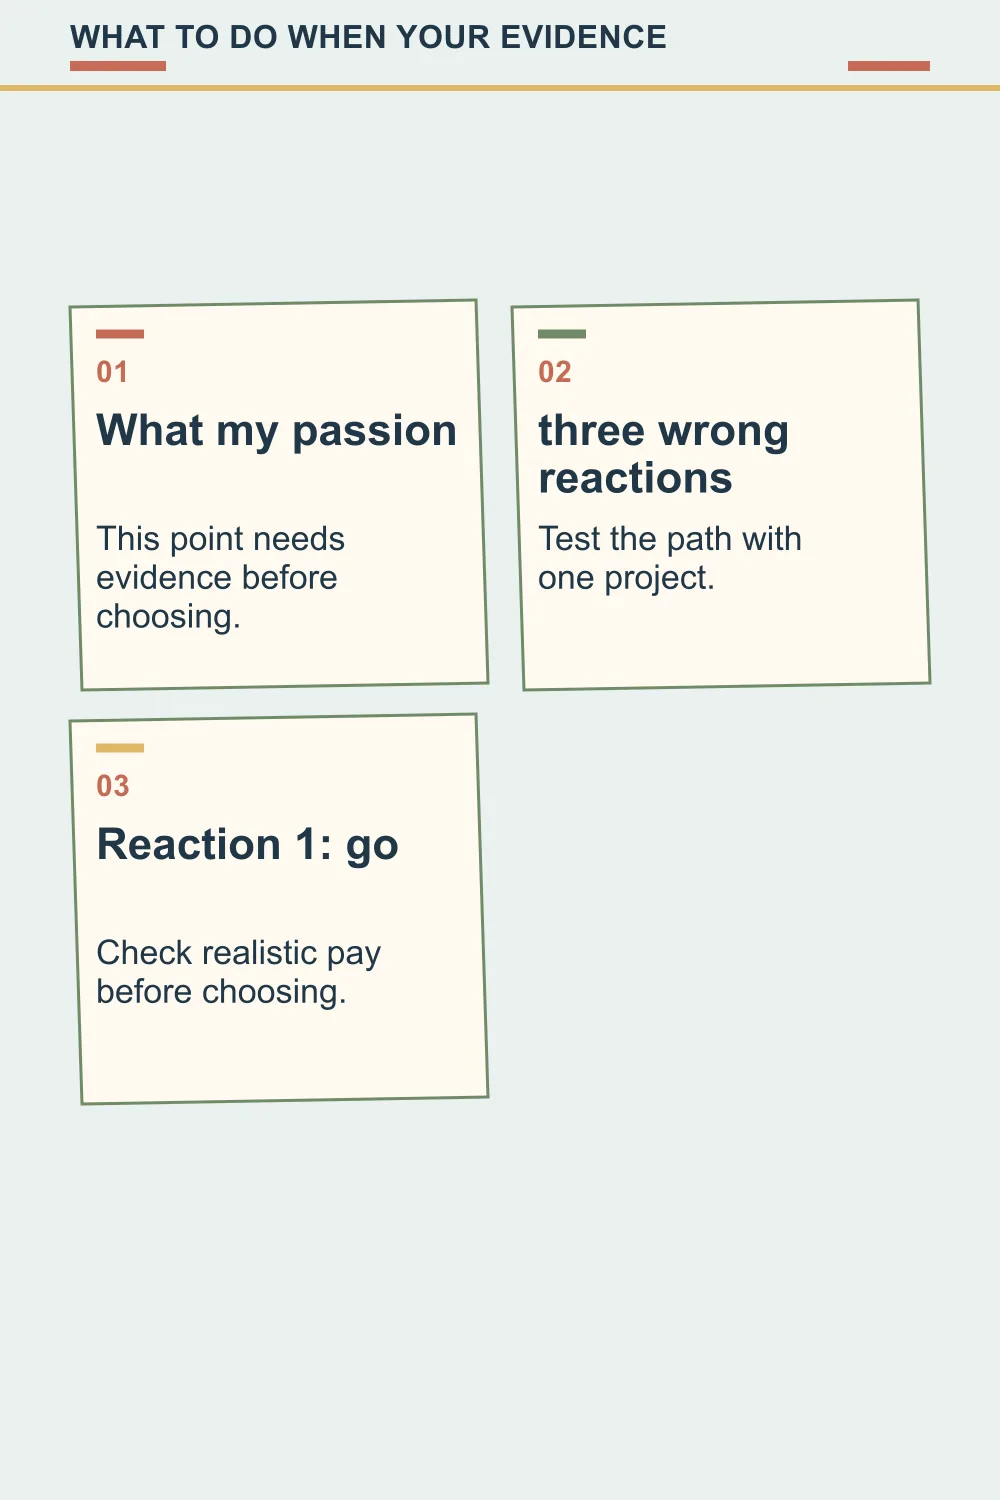 WHAT TO DO WHEN YOUR EVIDENCE
01
What my passion
This point needs
evidence before
choosing.
02
three wrong
reactions
Test the path with
one project.
03
Reaction 1: go
Check realistic pay
before choosing.